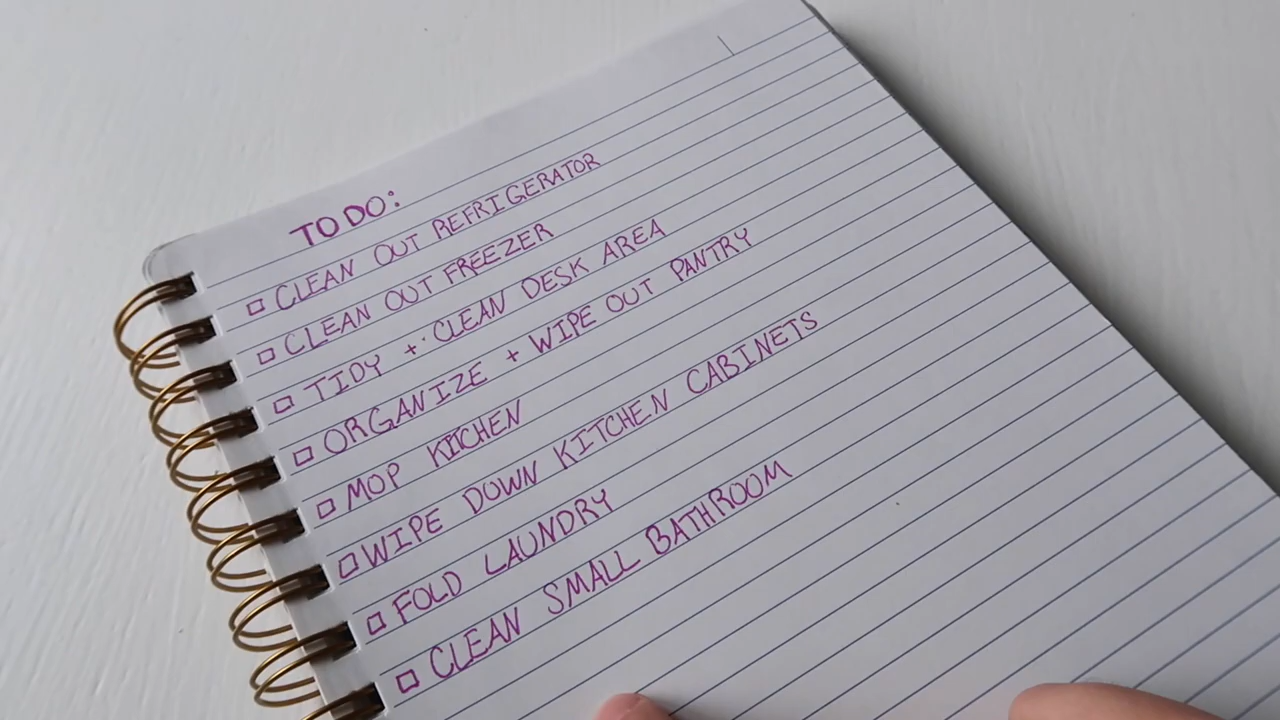 TO DO:
CLEAN OUT REFRIGERATOR
CLEAN OUT FREEZER
TIDY + CLEAN DESK AREA
ORGANIZE + WIPE OUT PANTRY
MOP KITCHEN
WIPE DOWN KITCHEN CABINETS
FOLD LAUNDRY
CLEAN SMALL BATHROOM